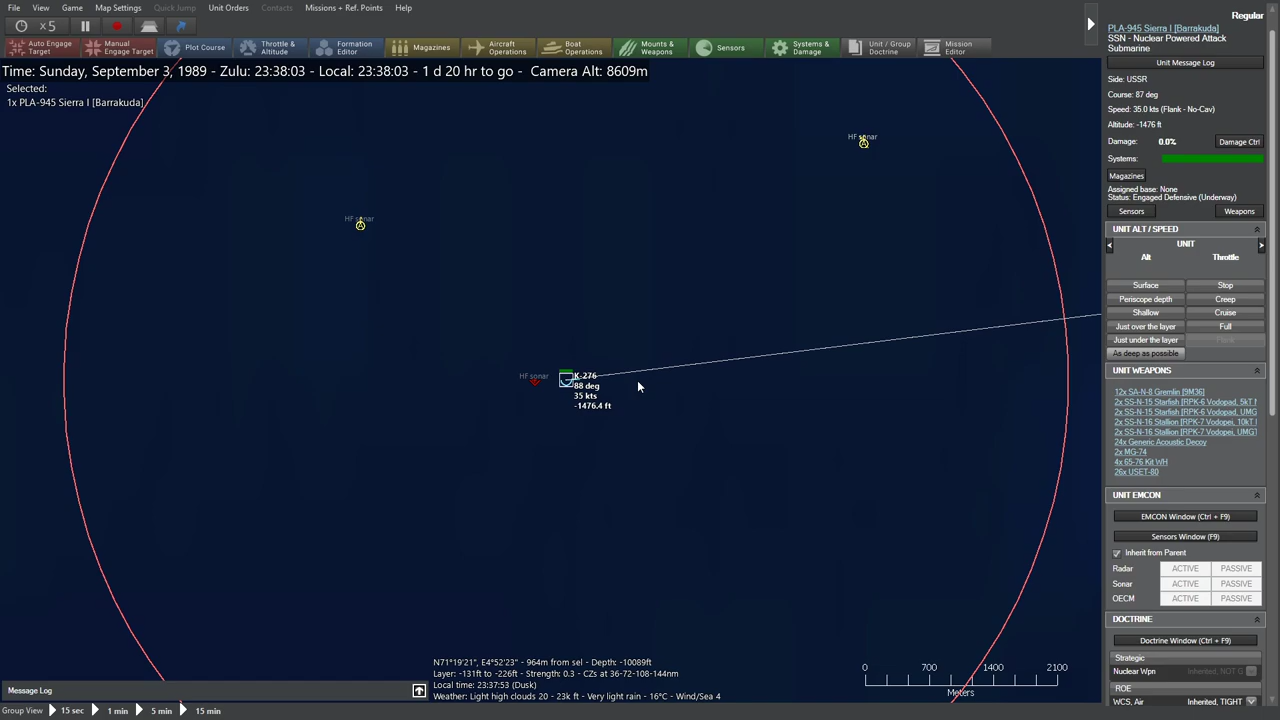 File View Game Map Settings Quick Jump Unit Orders Contacts Missions + Ref. Points Help
× 5
Auto Engage Target
Manual Engage Target
Plot Course
Throttle & Altitude
Formation Editor
Magazines
Aircraft Operations
Boat Operations
Mounts & Weapons
Sensors
Systems & Damage
Unit / Group Doctrine
Mission Editor
Time: Sunday, September 3, 1989 - Zulu: 23:38:03 - Local: 23:38:03 - 1 d 20 hr to go - Camera Alt: 8609m
Selected:
1x PLA-945 Sierra I [Barrakuda]
HF sonar
HF sonar
HF sonar
K-276
88 deg
35 kts
-1476.4 ft
N71°19'21", E4°52'23" - 964m from sel - Depth: -10089ft
Layer: -131ft to -226ft - Strength: 0.3 - CZs at 36-72-108-144nm
Local time: 23:37:53 (Dusk)
Weather: Light high clouds 20 - 23k ft - Very light rain - 16°C - Wind/Sea 4
0 700 1400 2100
Meters
Message Log
Group View 15 sec 1 min 5 min 15 min
Regular
PLA-945 Sierra I [Barrakuda]
SSN - Nuclear Powered Attack
Submarine
Unit Message Log
Side: USSR
Course: 87 deg
Speed: 35.0 kts (Flank - No-Cav)
Altitude: -1476 ft
Damage: 0.0% Damage Ctrl
Systems:
Magazines
Assigned base: None
Status: Engaged Defensive (Underway)
Sensors Weapons
UNIT ALT / SPEED
UNIT
Alt Throttle
Surface Stop
Periscope depth Creep
Shallow Cruise
Just over the layer Full
Just under the layer Flank
As deep as possible
UNIT WEAPONS
12x SA-N-8 Gremlin [9M36]
2x SS-N-15 Starfish [RPK-6 Vodopad, 5kT N
2x SS-N-15 Starfish [RPK-6 Vodopad, UMG
2x SS-N-16 Stallion [RPK-7 Vodopei, 10kT
2x SS-N-16 Stallion [RPK-7 Vodopei, UMG
24x Generic Acoustic Decoy
2x MG-74
4x 65-76 Kit WH
26x USET-80
UNIT EMCON
EMCON Window (Ctrl + F9)
Sensors Window (F9)
Inherit from Parent
Radar ACTIVE PASSIVE
Sonar ACTIVE PASSIVE
OECM ACTIVE PASSIVE
DOCTRINE
Doctrine Window (Ctrl + F9)
Strategic
Nuclear Wpn Inherited, NOT G
ROE
WCS, Air Inherited, TIGHT